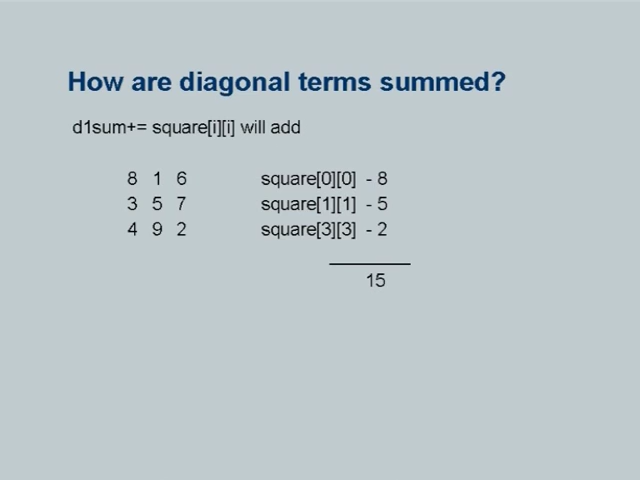 How are diagonal terms summed?
d1sum+= square[i][i] will add
8 1 6 square[0][0] - 8
3 5 7 square[1][1] - 5
4 9 2 square[3][3] - 2
15